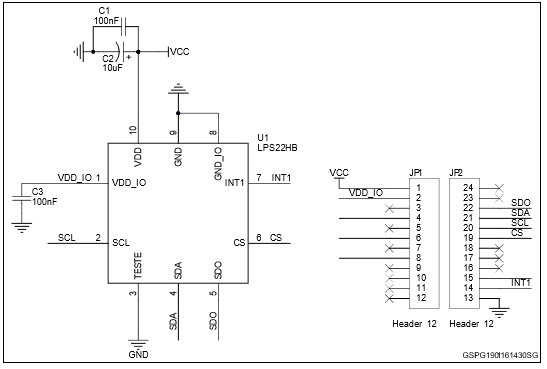 C1
100nF
C2
10uF
+
VCC
10
9
8
U1
LPS22HB
VDD
GND
GND_IO
VDD_IO 1
VDD_IO
INT1
7 INT1
C3
100nF
SCL 2
SCL
CS
6 CS
TESTE
SDA
SDO
3
4
5
GND
SDA
SDO
VCC
JP1
JP2
VDD_IO
1
2
3
4
5
6
7
8
9
10
11
12
24
23
22 SDO
21 SDA
20 SCL
19 CS
18
17
16
15
14 INT1
13
Header 12
Header 12
GSPG1901161430SG